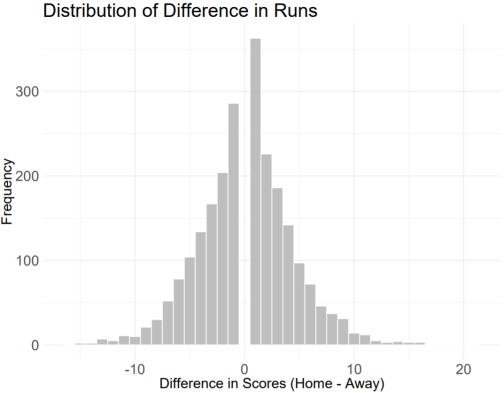 Distribution of Difference in Runs
300
200
100
0
Frequency
-10
0
10
20
Difference in Scores (Home - Away)